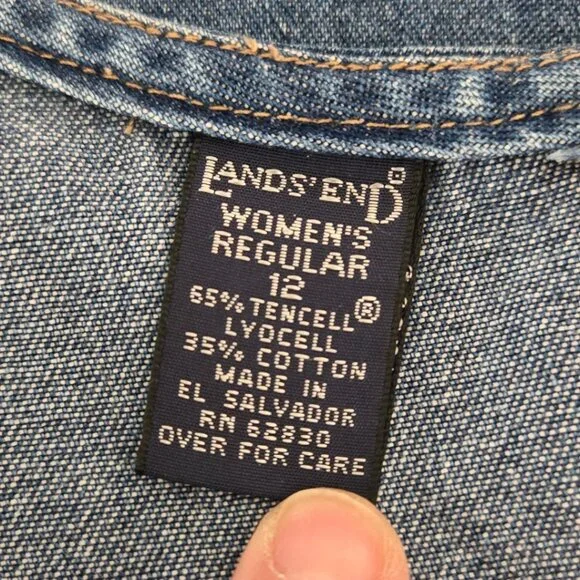 LANDS' END
WOMEN'S
REGULAR
12
65% TENCELL®
LYOCELL
35% COTTON
MADE IN
EL SALVADOR
RN 62830
OVER FOR CARE